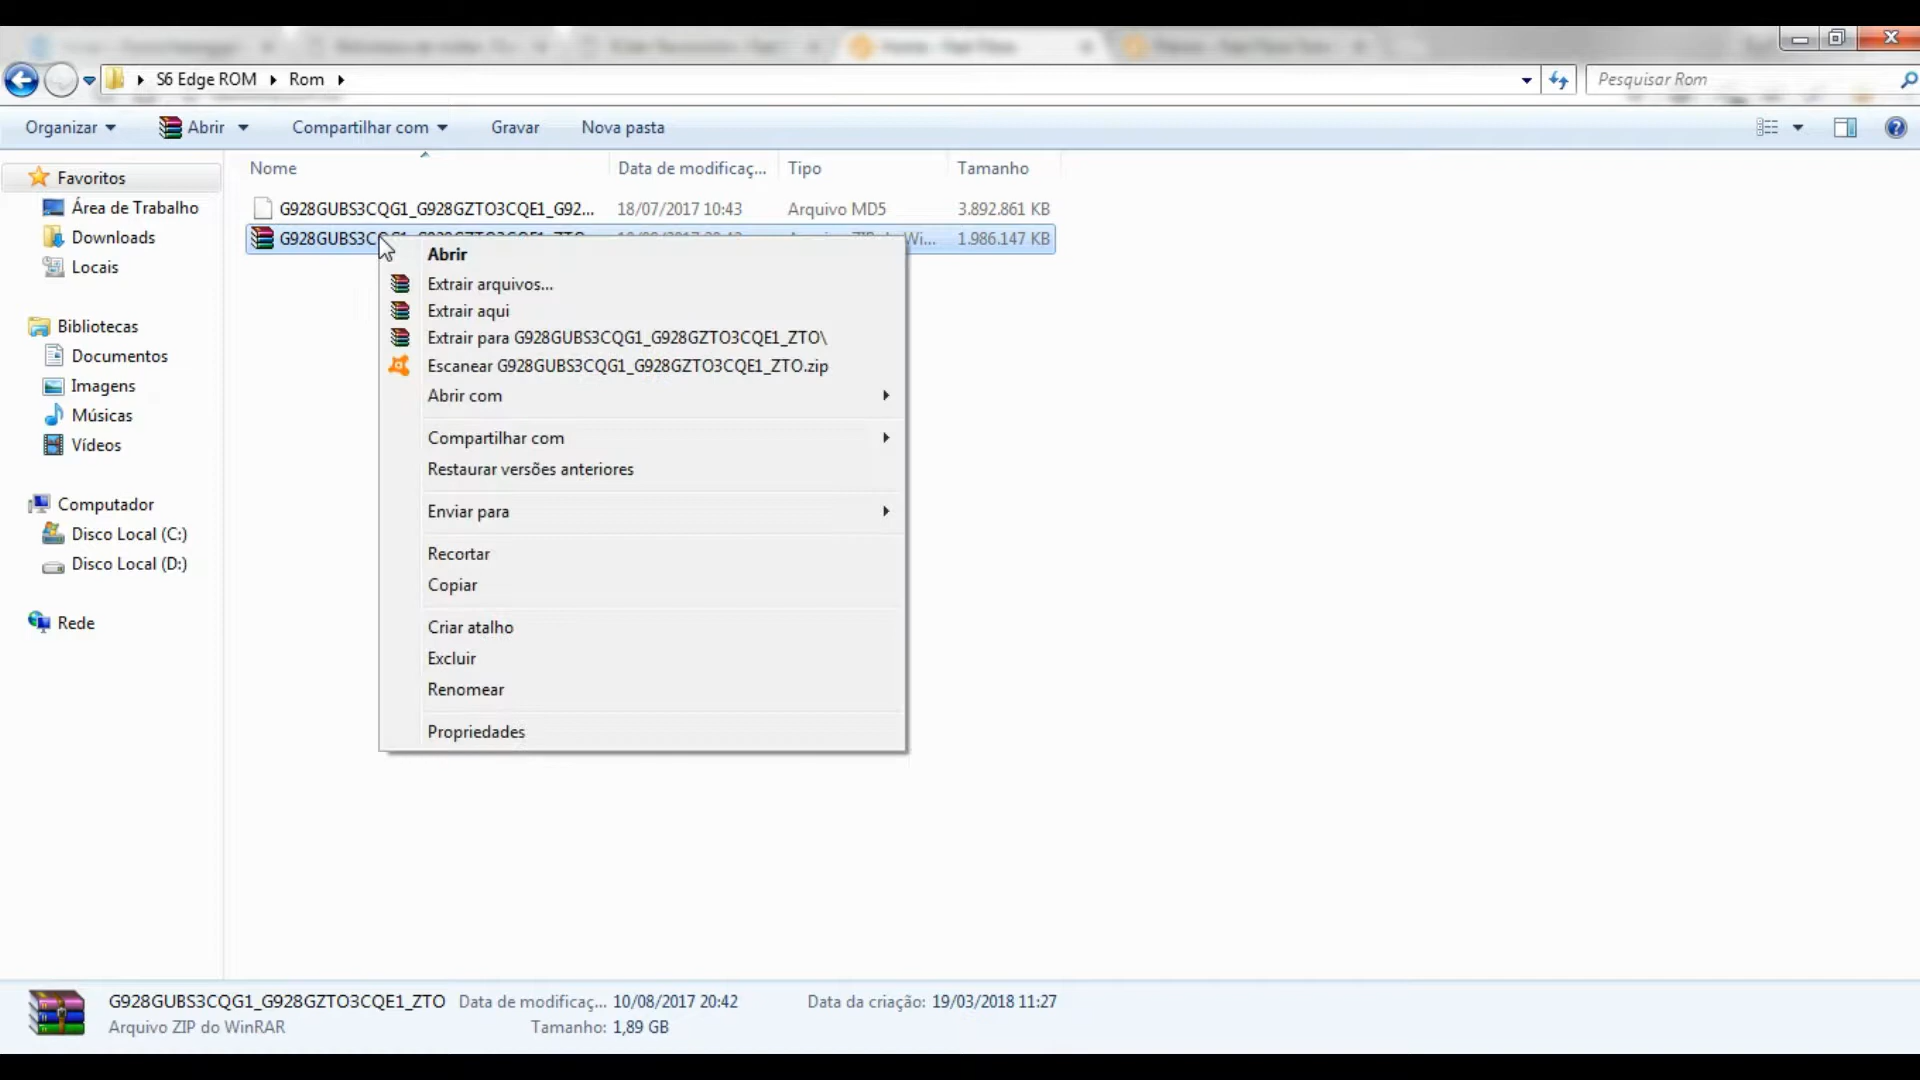 S6 Edge ROM Rom
Pesquisar Rom
Organizar Abrir Compartilhar com Gravar Nova pasta
Nome Data de modificaç... Tipo Tamanho
G928GUBS3CQG1_G928GZTO3CQE1_G92... 18/07/2017 10:43 Arquivo MD5 3.892.861 KB
1.986.147 KB
Abrir
Extrair arquivos...
Extrair aqui
Extrair para G928GUBS3CQG1_G928GZTO3CQE1_ZTO\
Escanear G928GUBS3CQG1_G928GZTO3CQE1_ZTO.zip
Abrir com
Compartilhar com
Restaurar versões anteriores
Enviar para
Recortar
Copiar
Criar atalho
Excluir
Renomear
Propriedades
Favoritos
Área de Trabalho
Downloads
Locais
Bibliotecas
Documentos
Imagens
Músicas
Vídeos
Computador
Disco Local (C:)
Disco Local (D:)
Rede
G928GUBS3CQG1_G928GZTO3CQE1_ZTO Data de modificaç... 10/08/2017 20:42 Data da criação: 19/03/2018 11:27
Arquivo ZIP do WinRAR Tamanho: 1,89 GB